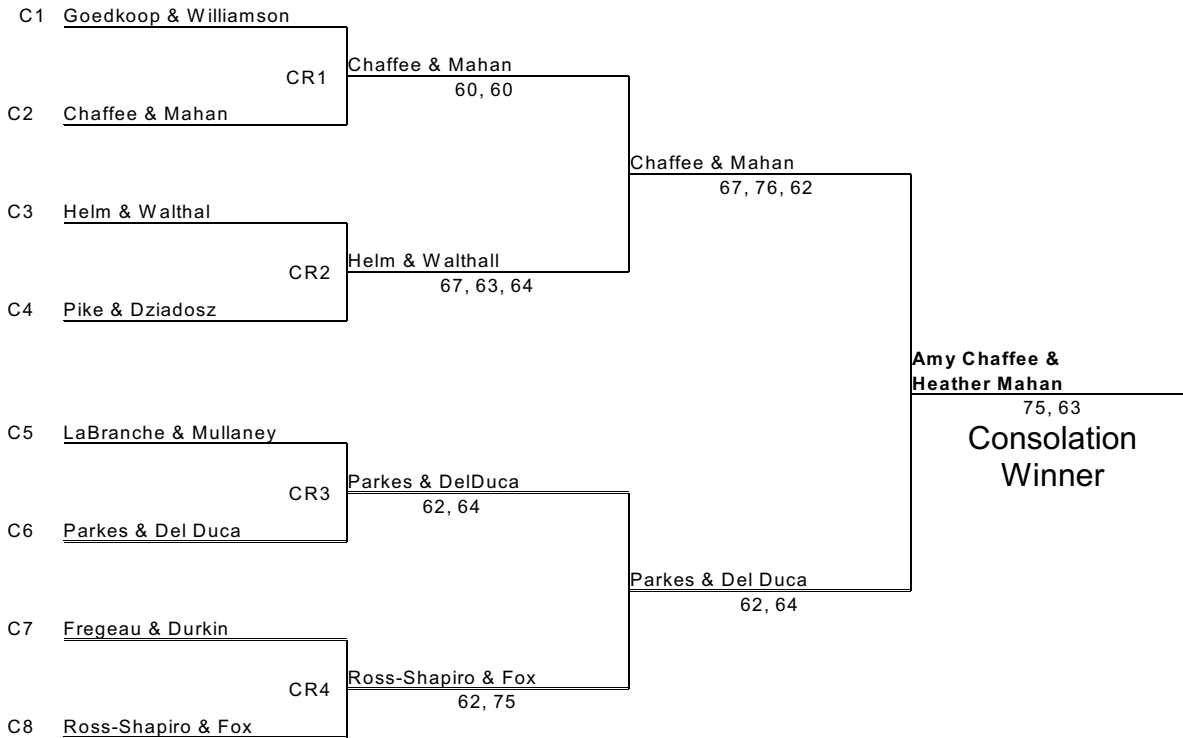 C1 Goedkoop & Williamson
Chaffee & Mahan
CR1
60, 60
C2 Chaffee & Mahan
Chaffee & Mahan
67, 76, 62
C3 Helm & Walthal
Helm & Walthall
CR2
67, 63, 64
C4 Pike & Dziadosz
Amy Chaffee &
Heather Mahan
75, 63
Consolation
Winner
C5 LaBranche & Mullaney
Parkes & DelDuca
CR3
62, 64
C6 Parkes & Del Duca
Parkes & Del Duca
62, 64
C7 Fregeau & Durkin
Ross-Shapiro & Fox
CR4
62, 75
C8 Ross-Shapiro & Fox